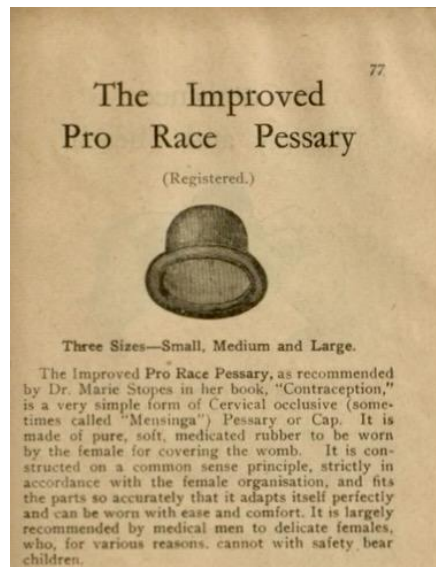 77
The Improved
Pro Race Pessary
(Registered.)
Three Sizes—Small, Medium and Large.
The Improved Pro Race Pessary, as recommended
by Dr. Marie Stopes in her book, "Contraception,"
is a very simple form of Cervical occlusive (some-
times called "Mensinga") Pessary or Cap. It is
made of pure, soft, medicated rubber to be worn
by the female for covering the womb. It is con-
structed on a common sense principle, strictly in
accordance with the female organisation, and fits
the parts so accurately that it adapts itself perfectly
and can be worn with ease and comfort. It is largely
recommended by medical men to delicate females,
who, for various reasons, cannot with safety bear
children.